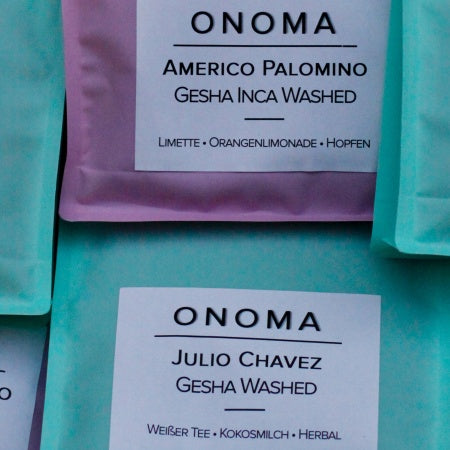 ONOMA
AMERICO PALOMINO
GESHA INCA WASHED
LIMETTE • ORANGENLIMONADE • HOPFEN
ONOMA
JULIO CHAVEZ
GESHA WASHED
WEIẞER TEE • KOKOSMILCH • HERBAL